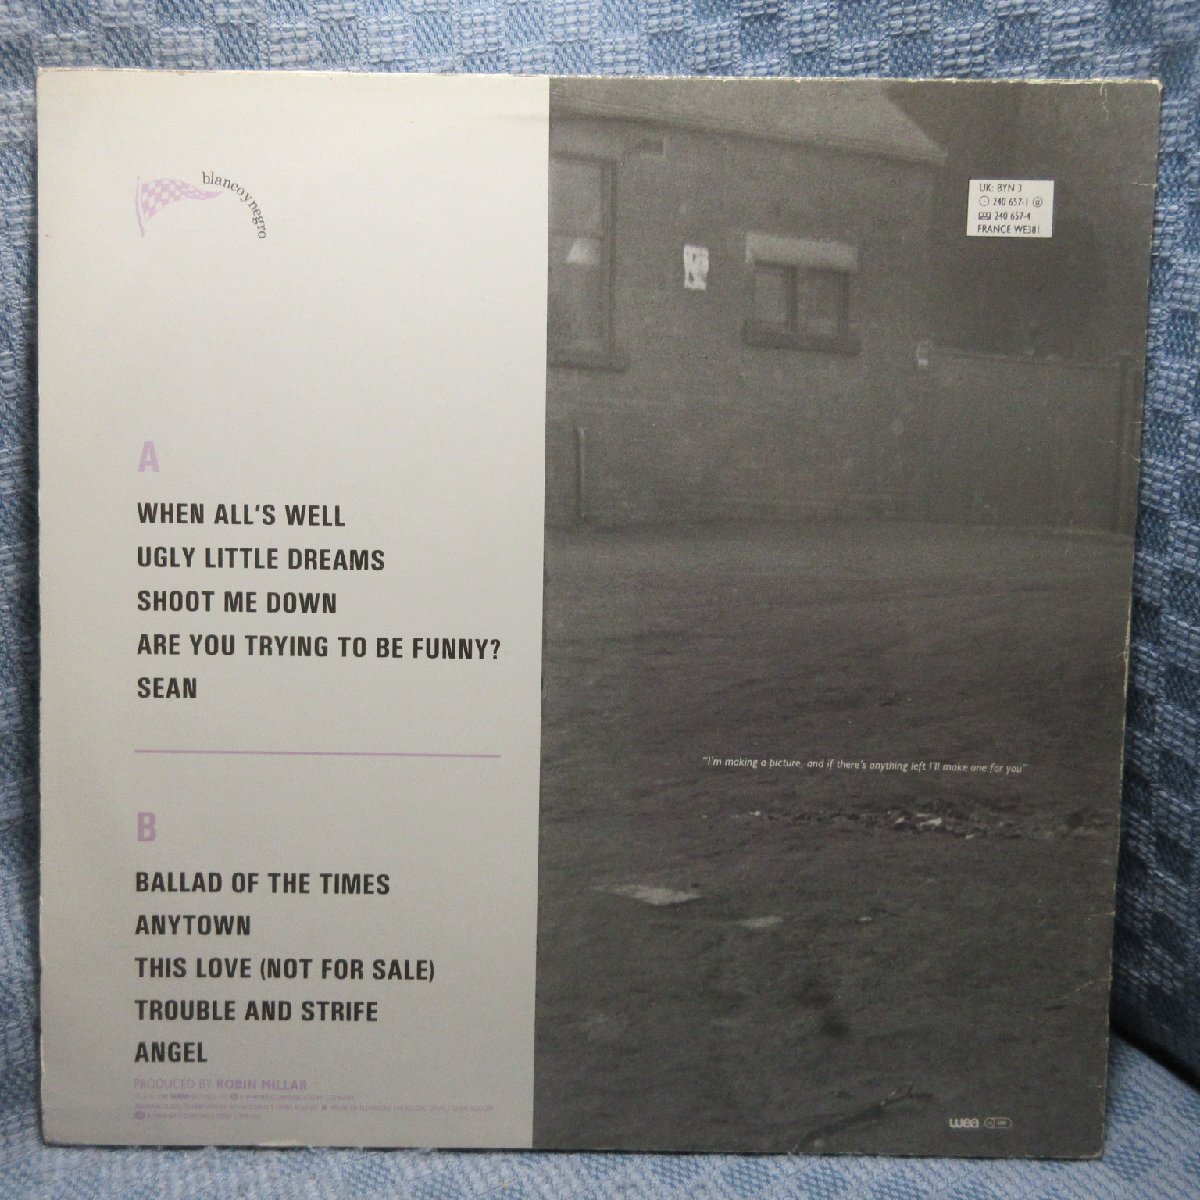 blancoynegro
UK: BYN 3
240 657-1
240 657-4
FRANCE WE381
A
WHEN ALL'S WELL
UGLY LITTLE DREAMS
SHOOT ME DOWN
ARE YOU TRYING TO BE FUNNY?
SEAN
"I'm making a picture, and if there's anything left I'll make one for you"
B
BALLAD OF THE TIMES
ANYTOWN
THIS LOVE (NOT FOR SALE)
TROUBLE AND STRIFE
ANGEL
PRODUCED BY ROBIN MILLAR
wea